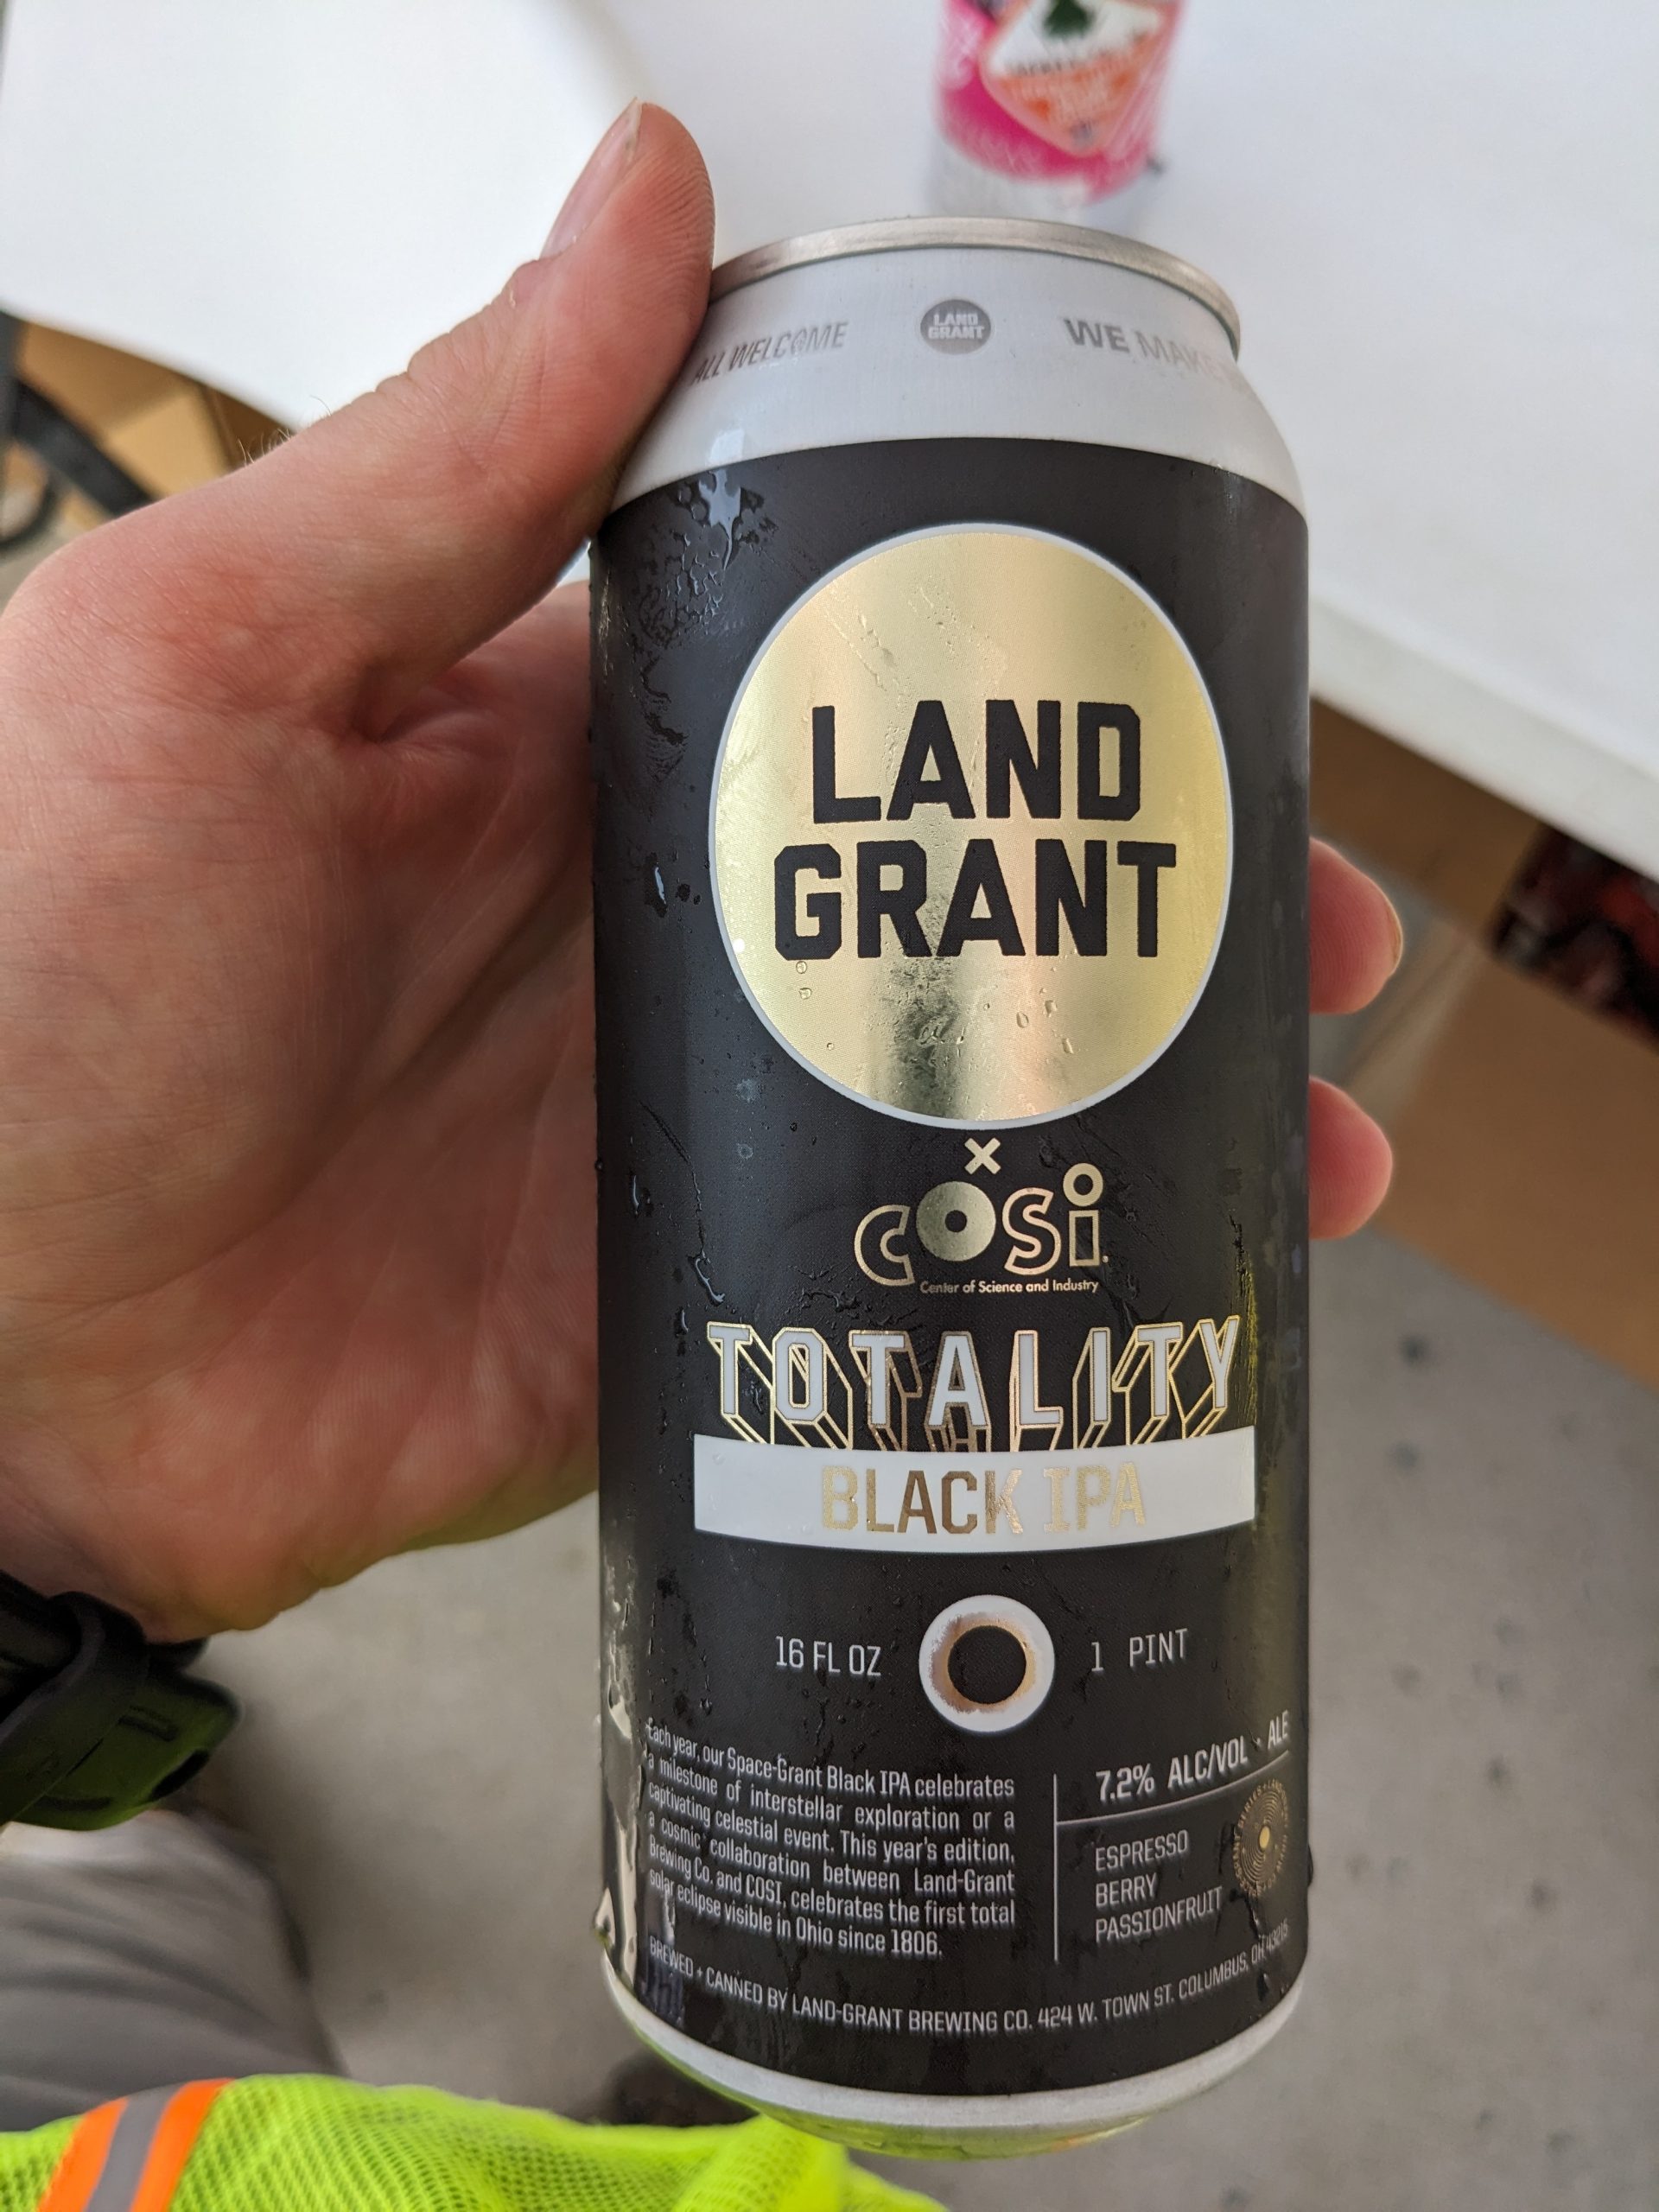 ALL WELCOME
LAND
GRANT
WE MAKE
LAND
GRANT
×
COSI
Center of Science and Industry
TOTALITY
BLACK IPA
16 FL OZ
1 PINT
Each year, our Space-Grant Black IPA celebrates
a milestone of interstellar exploration or a
captivating celestial event. This year's edition,
a cosmic collaboration between Land-Grant
Brewing Co. and COSI, celebrates the first total
solar eclipse visible in Ohio since 1806.
7.2% ALC/VOL · ALE
ESPRESSO
BERRY
PASSIONFRUIT
BREWED + CANNED BY LAND-GRANT BREWING CO. 424 W. TOWN ST. COLUMBUS, OH 43215